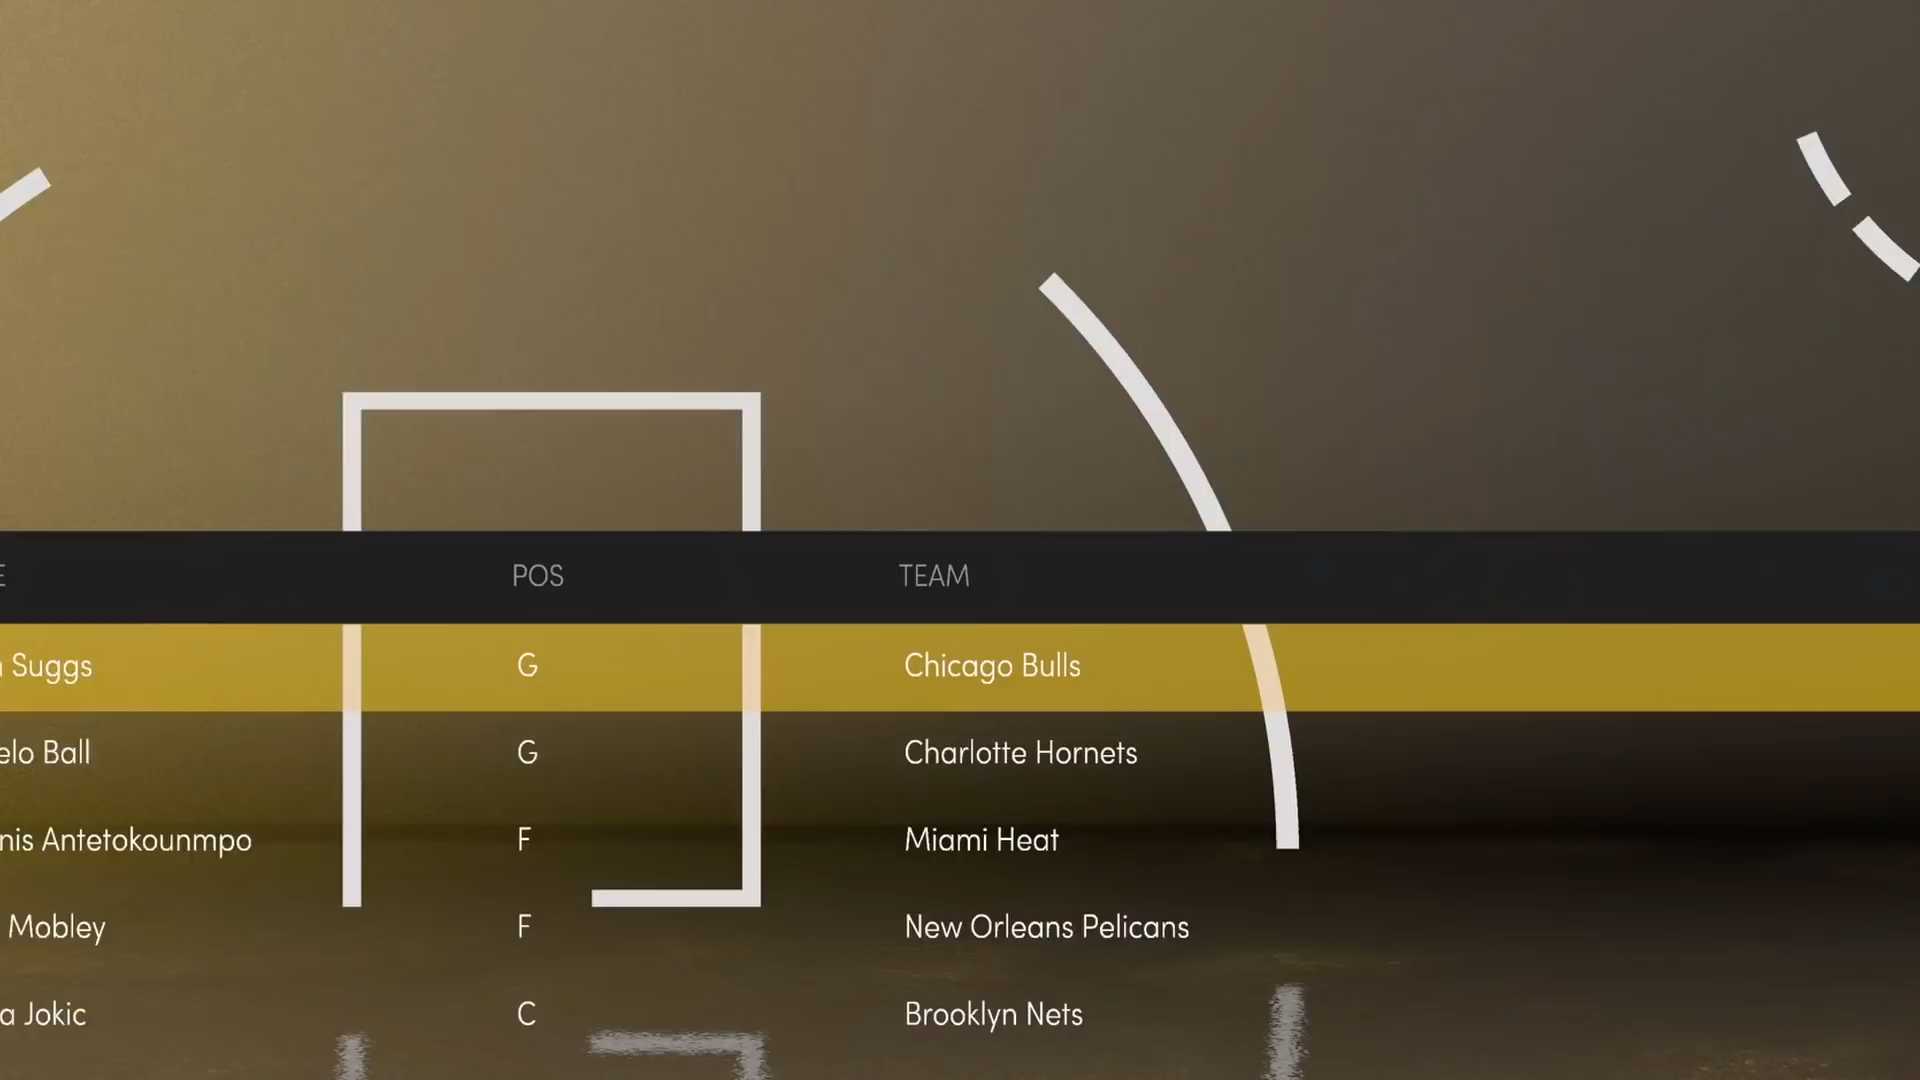 E POS TEAM
n Suggs G Chicago Bulls
elo Ball G Charlotte Hornets
nnis Antetokounmpo F Miami Heat
Mobley F New Orleans Pelicans
a Jokic C Brooklyn Nets